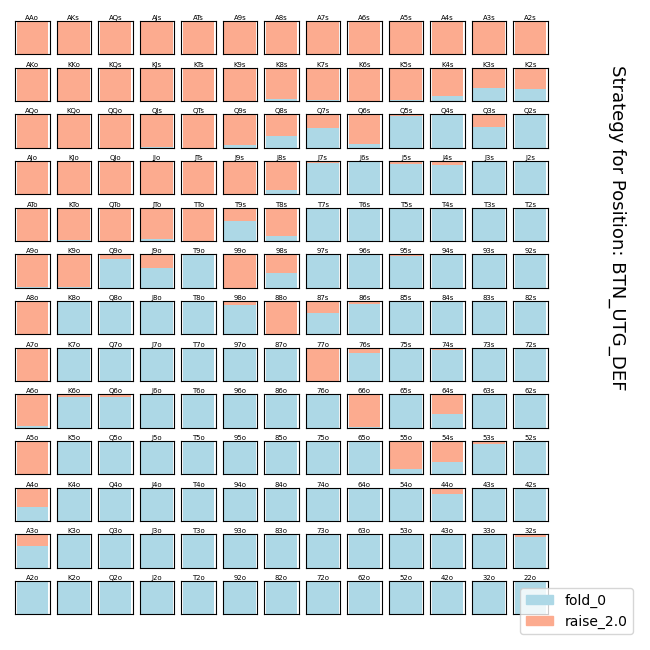 AAo AKs AQs AJs ATs A9s A8s A7s A6s A5s A4s A3s A2s
AKo KKo KQs KJs KTs K9s K8s K7s K6s K5s K4s K3s K2s
AQo KQo QQo QJs QTs Q9s Q8s Q7s Q6s Q5s Q4s Q3s Q2s
AJo KJo QJo JJo JTs J9s J8s J7s J6s J5s J4s J3s J2s
ATo KTo QTo JTo TTo T9s T8s T7s T6s T5s T4s T3s T2s
A9o K9o Q9o J9o T9o 99o 98s 97s 96s 95s 94s 93s 92s
A8o K8o Q8o J8o T8o 98o 88o 87s 86s 85s 84s 83s 82s
A7o K7o Q7o J7o T7o 97o 87o 77o 76s 75s 74s 73s 72s
A6o K6o Q6o J6o T6o 96o 86o 76o 66o 65s 64s 63s 62s
A5o K5o Q5o J5o T5o 95o 85o 75o 65o 55o 54s 53s 52s
A4o K4o Q4o J4o T4o 94o 84o 74o 64o 54o 44o 43s 42s
A3o K3o Q3o J3o T3o 93o 83o 73o 63o 53o 43o 33o 32s
A2o K2o Q2o J2o T2o 92o 82o 72o 62o 52o 42o 32o 22o
Strategy for Position: BTN_UTG_DEF
fold_0
raise_2.0